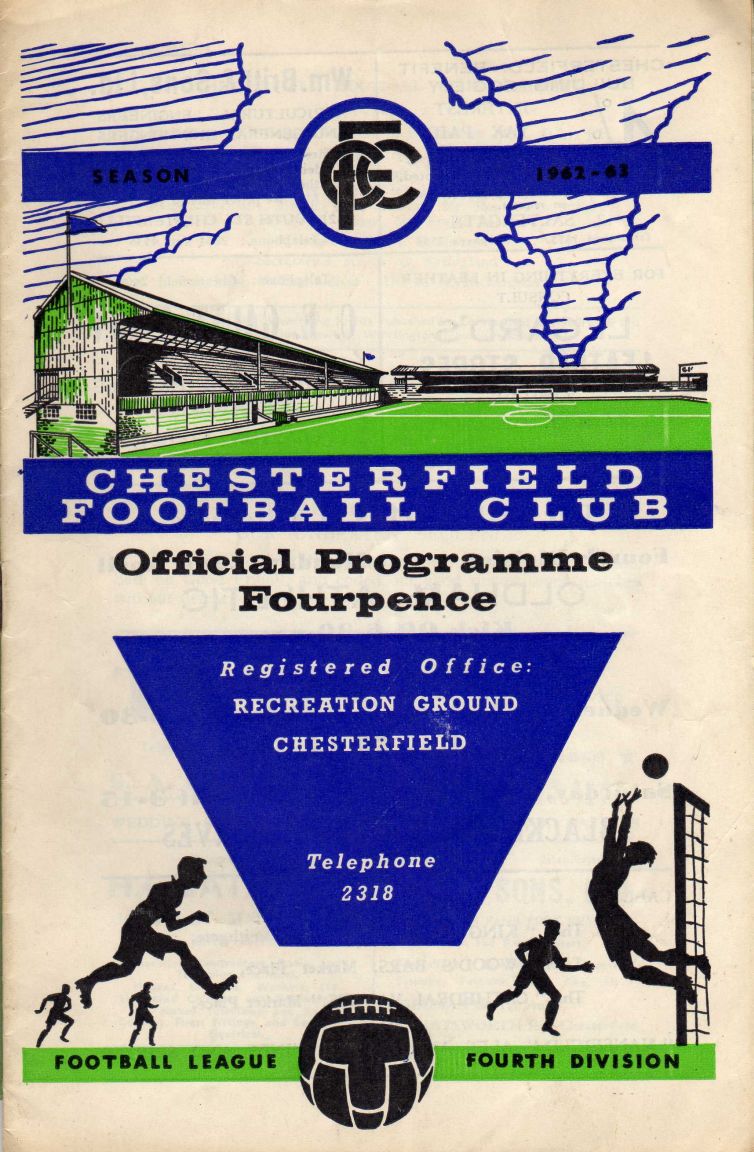 SEASON 1962-63
CFC
CHESTERFIELD
FOOTBALL CLUB
Official Programme
Fourpence
Registered Office:
RECREATION GROUND
CHESTERFIELD
Telephone
2318
FOOTBALL LEAGUE FOURTH DIVISION